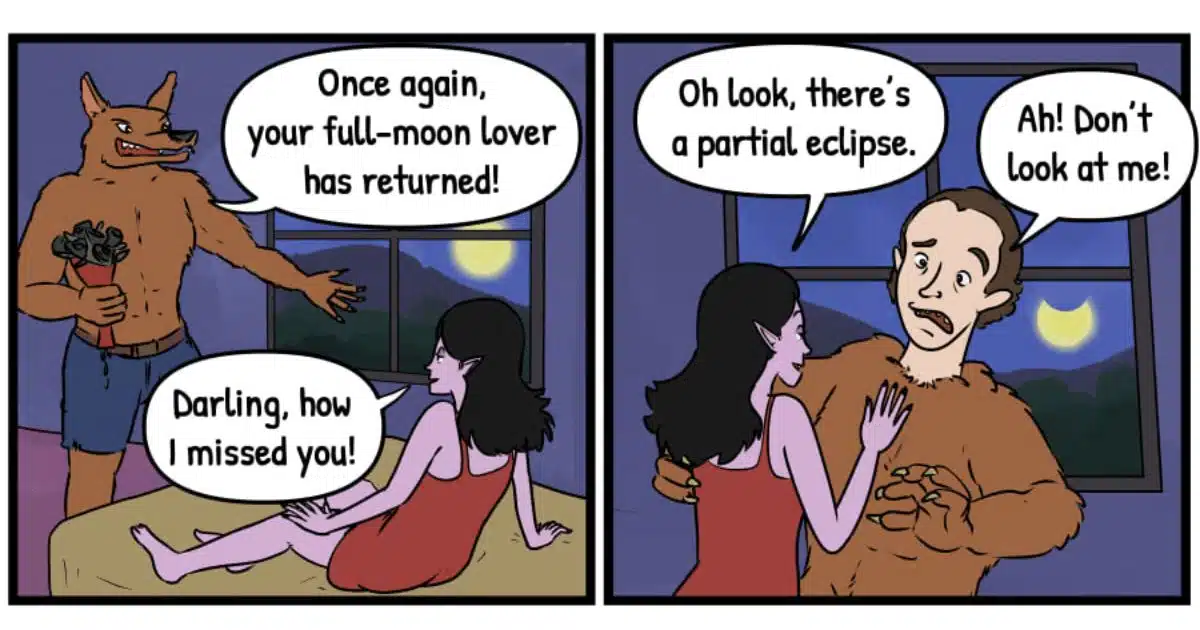 Once again,
your full-moon lover
has returned!
Darling, how
I missed you!
Oh look, there's
a partial eclipse.
Ah! Don't
look at me!